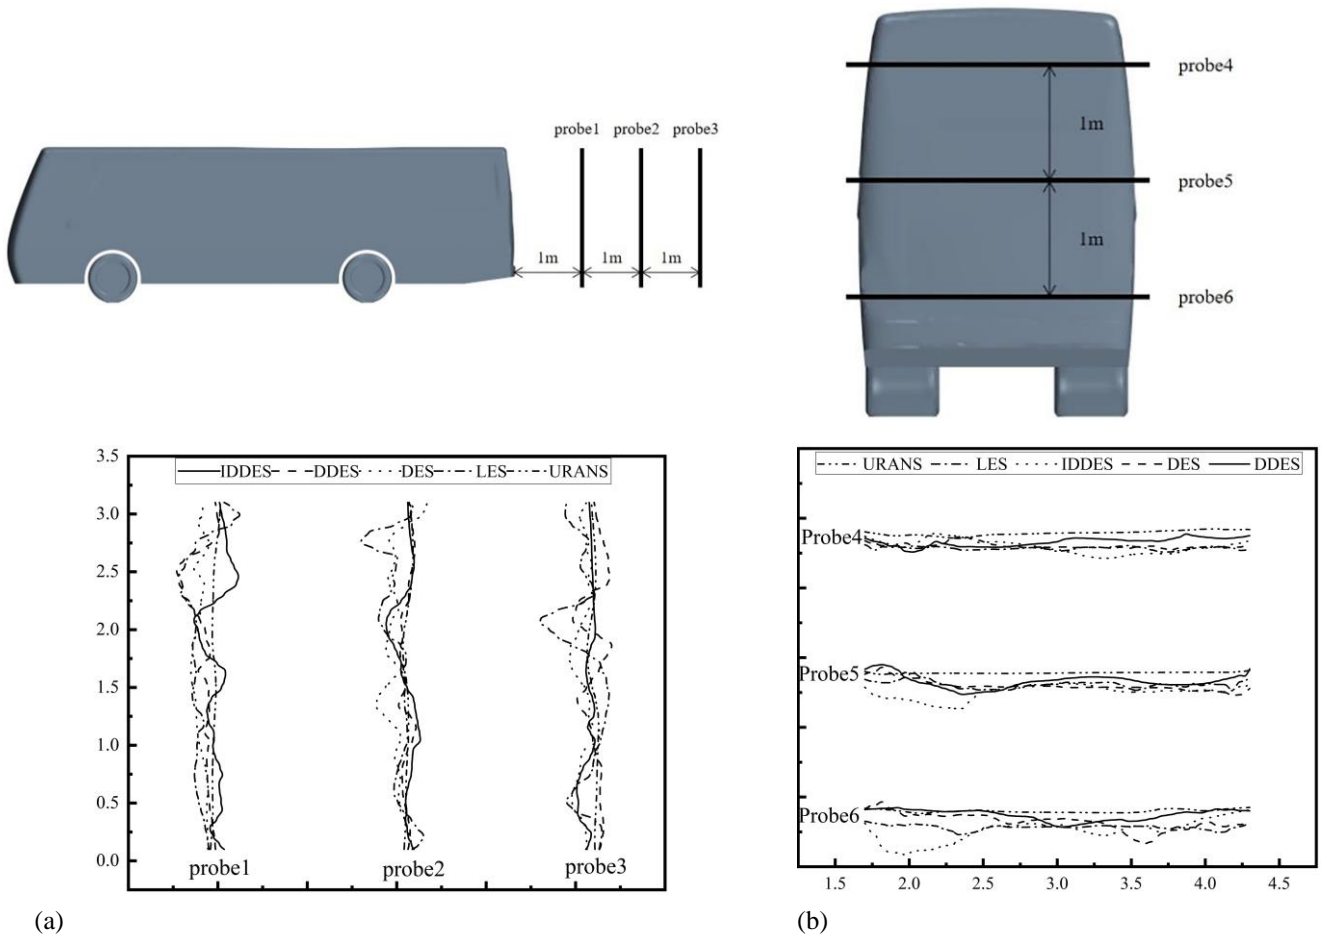 probe1 probe2 probe3
1m 1m 1m
probe4
1m
probe5
1m
probe6
3.5
IDDES DDES DES LES URANS
3.0
2.5
2.0
1.5
1.0
0.5
0.0
probe1 probe2 probe3
(a)
URANS LES IDDES DES DDES
Probe4
Probe5
Probe6
1.5 2.0 2.5 3.0 3.5 4.0 4.5
(b)